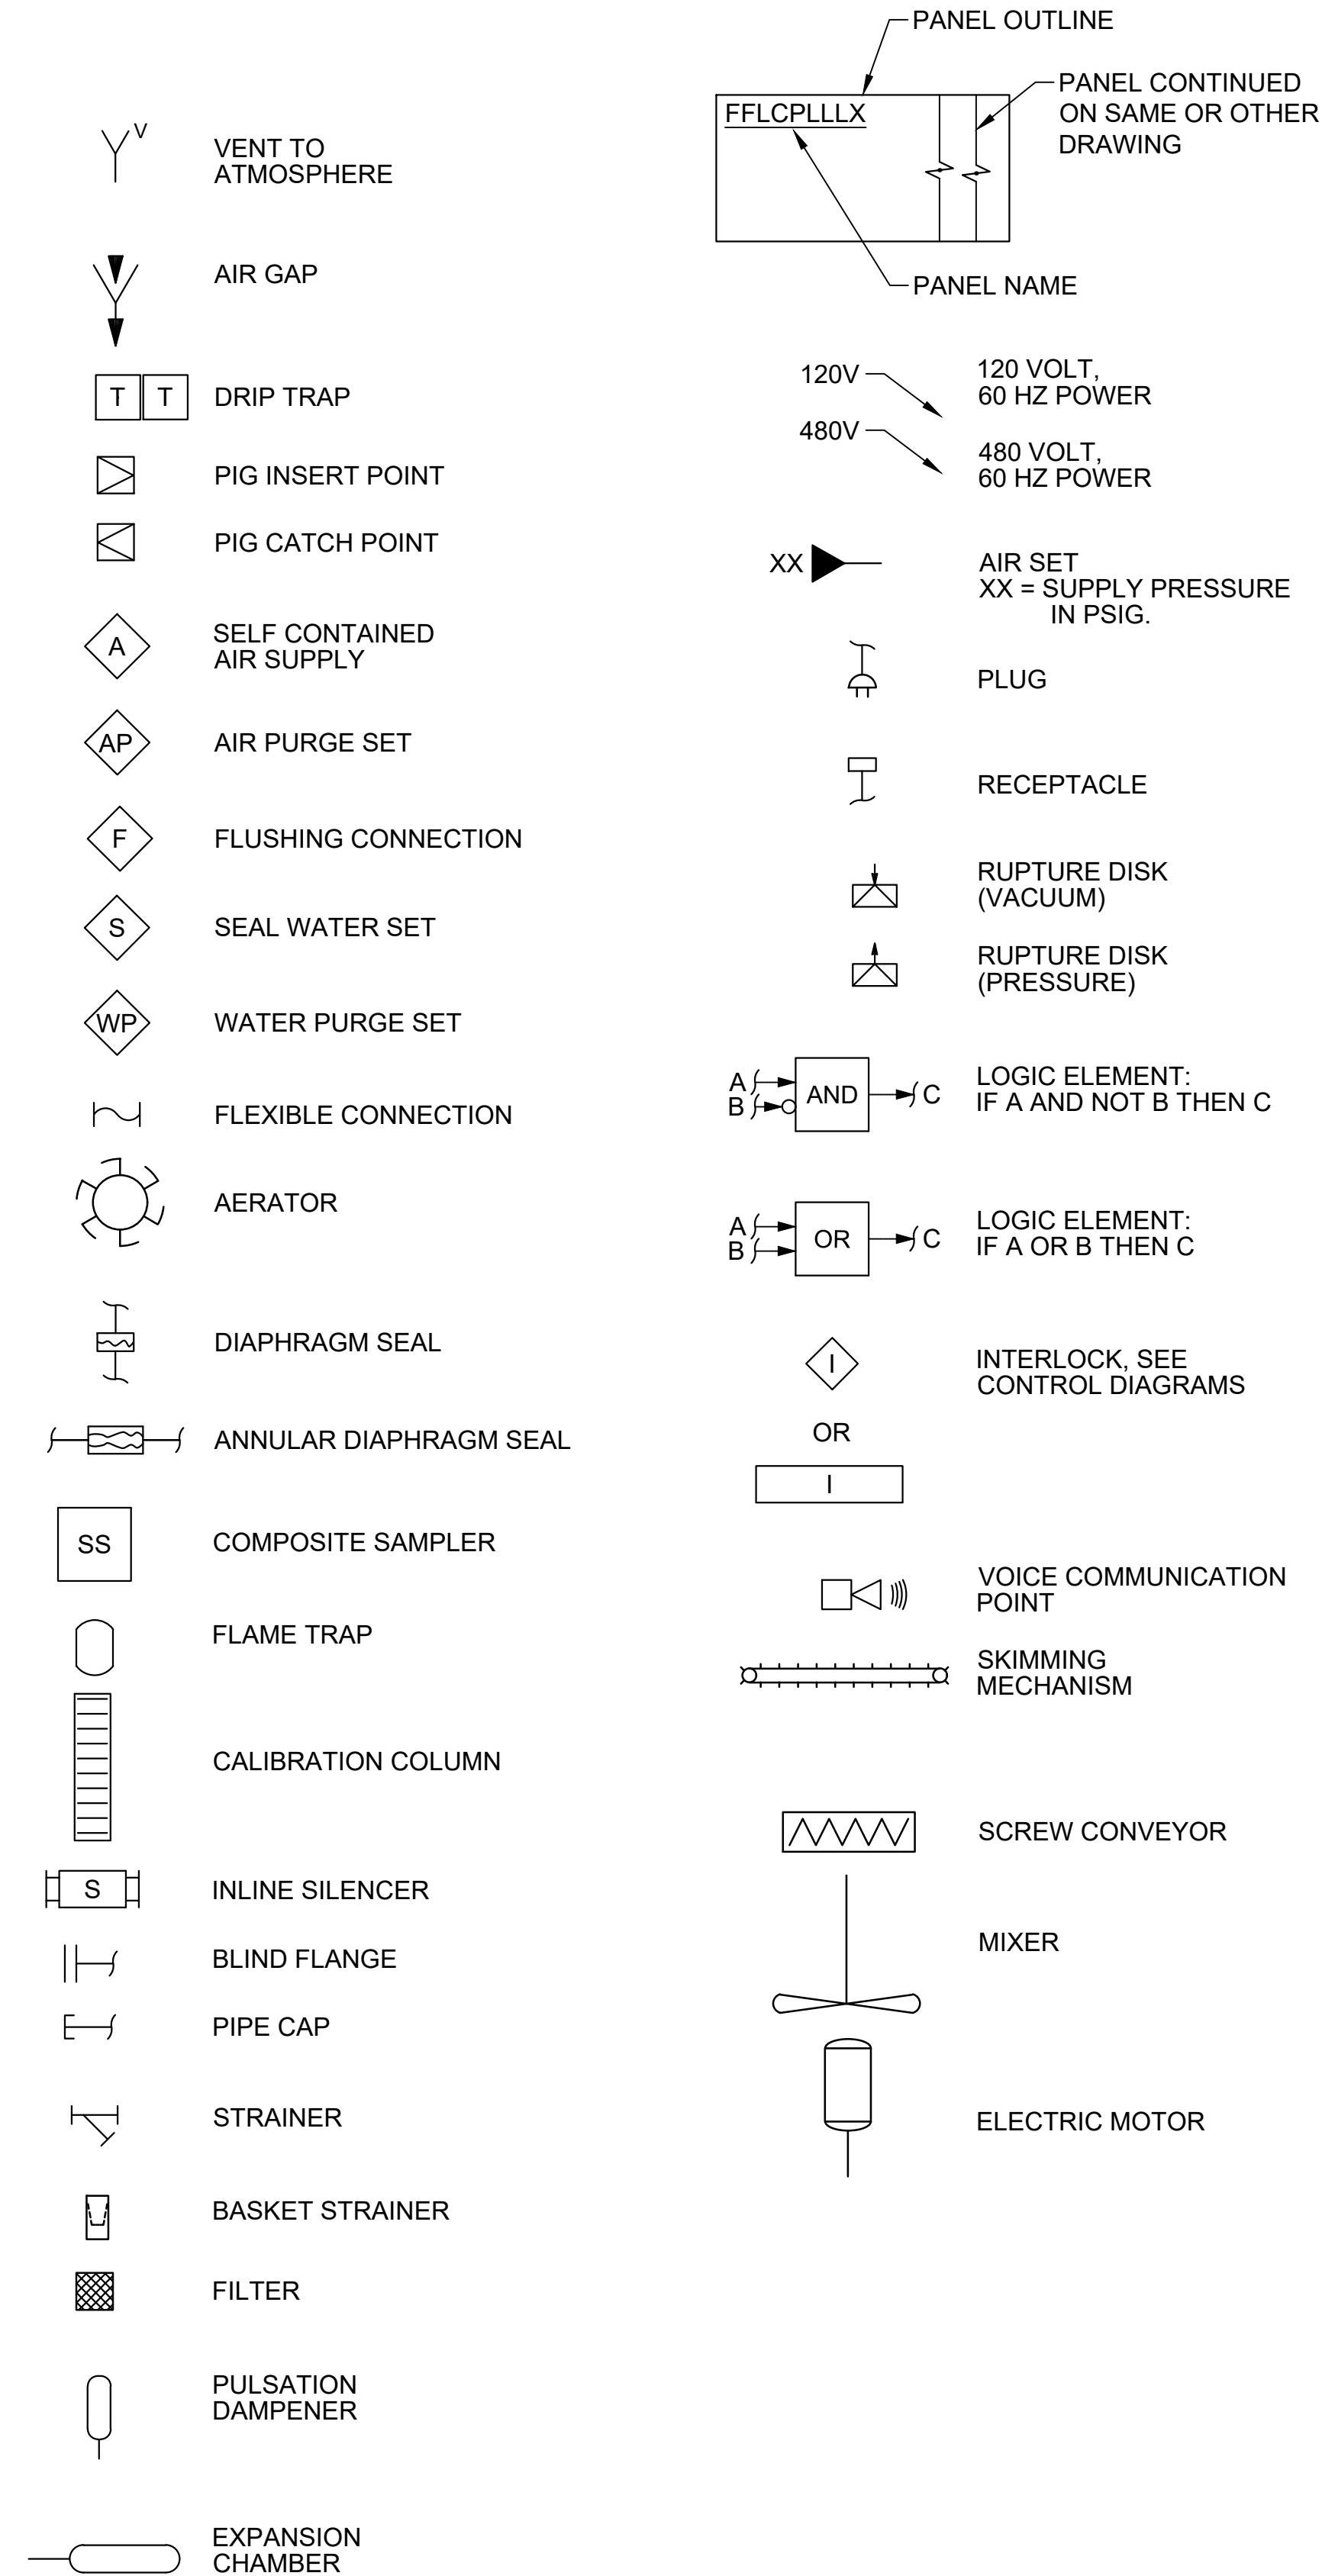 V
VENT TO
ATMOSPHERE
AIR GAP
T T
DRIP TRAP
PIG INSERT POINT
PIG CATCH POINT
A
SELF CONTAINED
AIR SUPPLY
AP
AIR PURGE SET
F
FLUSHING CONNECTION
S
SEAL WATER SET
WP
WATER PURGE SET
FLEXIBLE CONNECTION
AERATOR
DIAPHRAGM SEAL
ANNULAR DIAPHRAGM SEAL
SS
COMPOSITE SAMPLER
FLAME TRAP
CALIBRATION COLUMN
S
INLINE SILENCER
BLIND FLANGE
PIPE CAP
STRAINER
BASKET STRAINER
FILTER
PULSATION
DAMPENER
EXPANSION
CHAMBER
PANEL OUTLINE
PANEL CONTINUED
ON SAME OR OTHER
DRAWING
FFLCPLLLX
PANEL NAME
120V
120 VOLT,
60 HZ POWER
480V
480 VOLT,
60 HZ POWER
XX
AIR SET
XX = SUPPLY PRESSURE
IN PSIG.
PLUG
RECEPTACLE
RUPTURE DISK
(VACUUM)
RUPTURE DISK
(PRESSURE)
A
B
AND
C
LOGIC ELEMENT:
IF A AND NOT B THEN C
A
B
OR
C
LOGIC ELEMENT:
IF A OR B THEN C
I
INTERLOCK, SEE
CONTROL DIAGRAMS
OR
I
VOICE COMMUNICATION
POINT
SKIMMING
MECHANISM
SCREW CONVEYOR
MIXER
ELECTRIC MOTOR